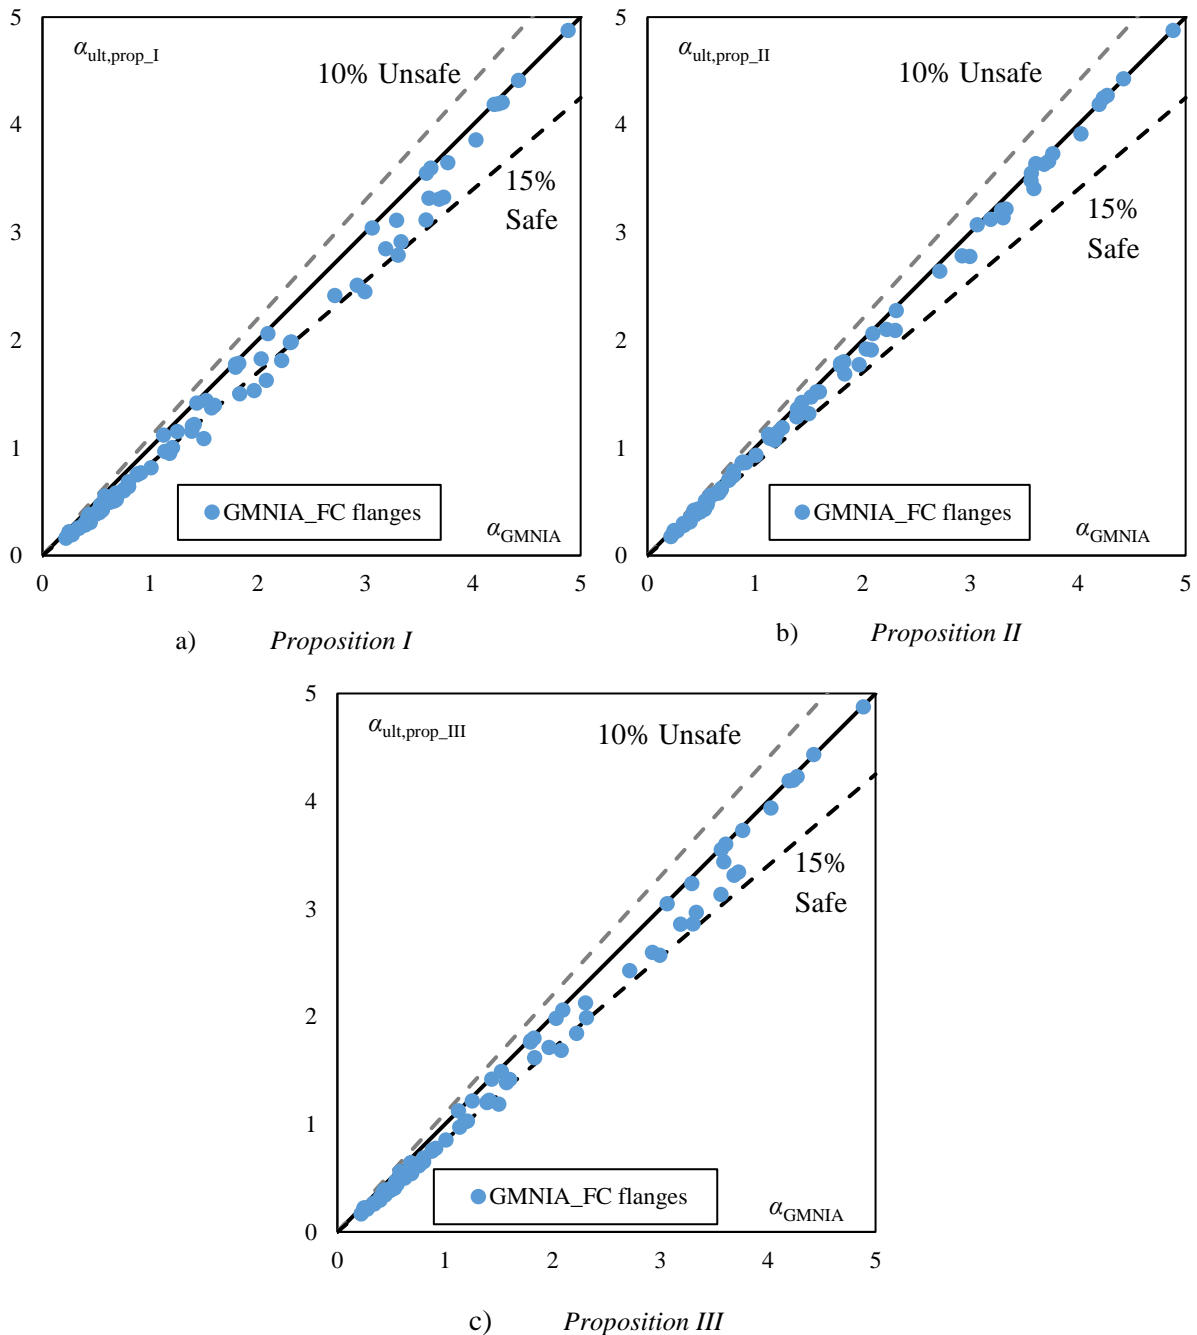 5
4
3
2
1
0
α_ult,prop_I
10% Unsafe
15%
Safe
GMNIA_FC flanges
α_GMNIA
0 1 2 3 4 5
a) Proposition I
5
4
3
2
1
0
α_ult,prop_II
10% Unsafe
15%
Safe
GMNIA_FC flanges
α_GMNIA
0 1 2 3 4 5
b) Proposition II
5
4
3
2
1
0
α_ult,prop_III
10% Unsafe
15%
Safe
GMNIA_FC flanges
α_GMNIA
0 1 2 3 4 5
c) Proposition III